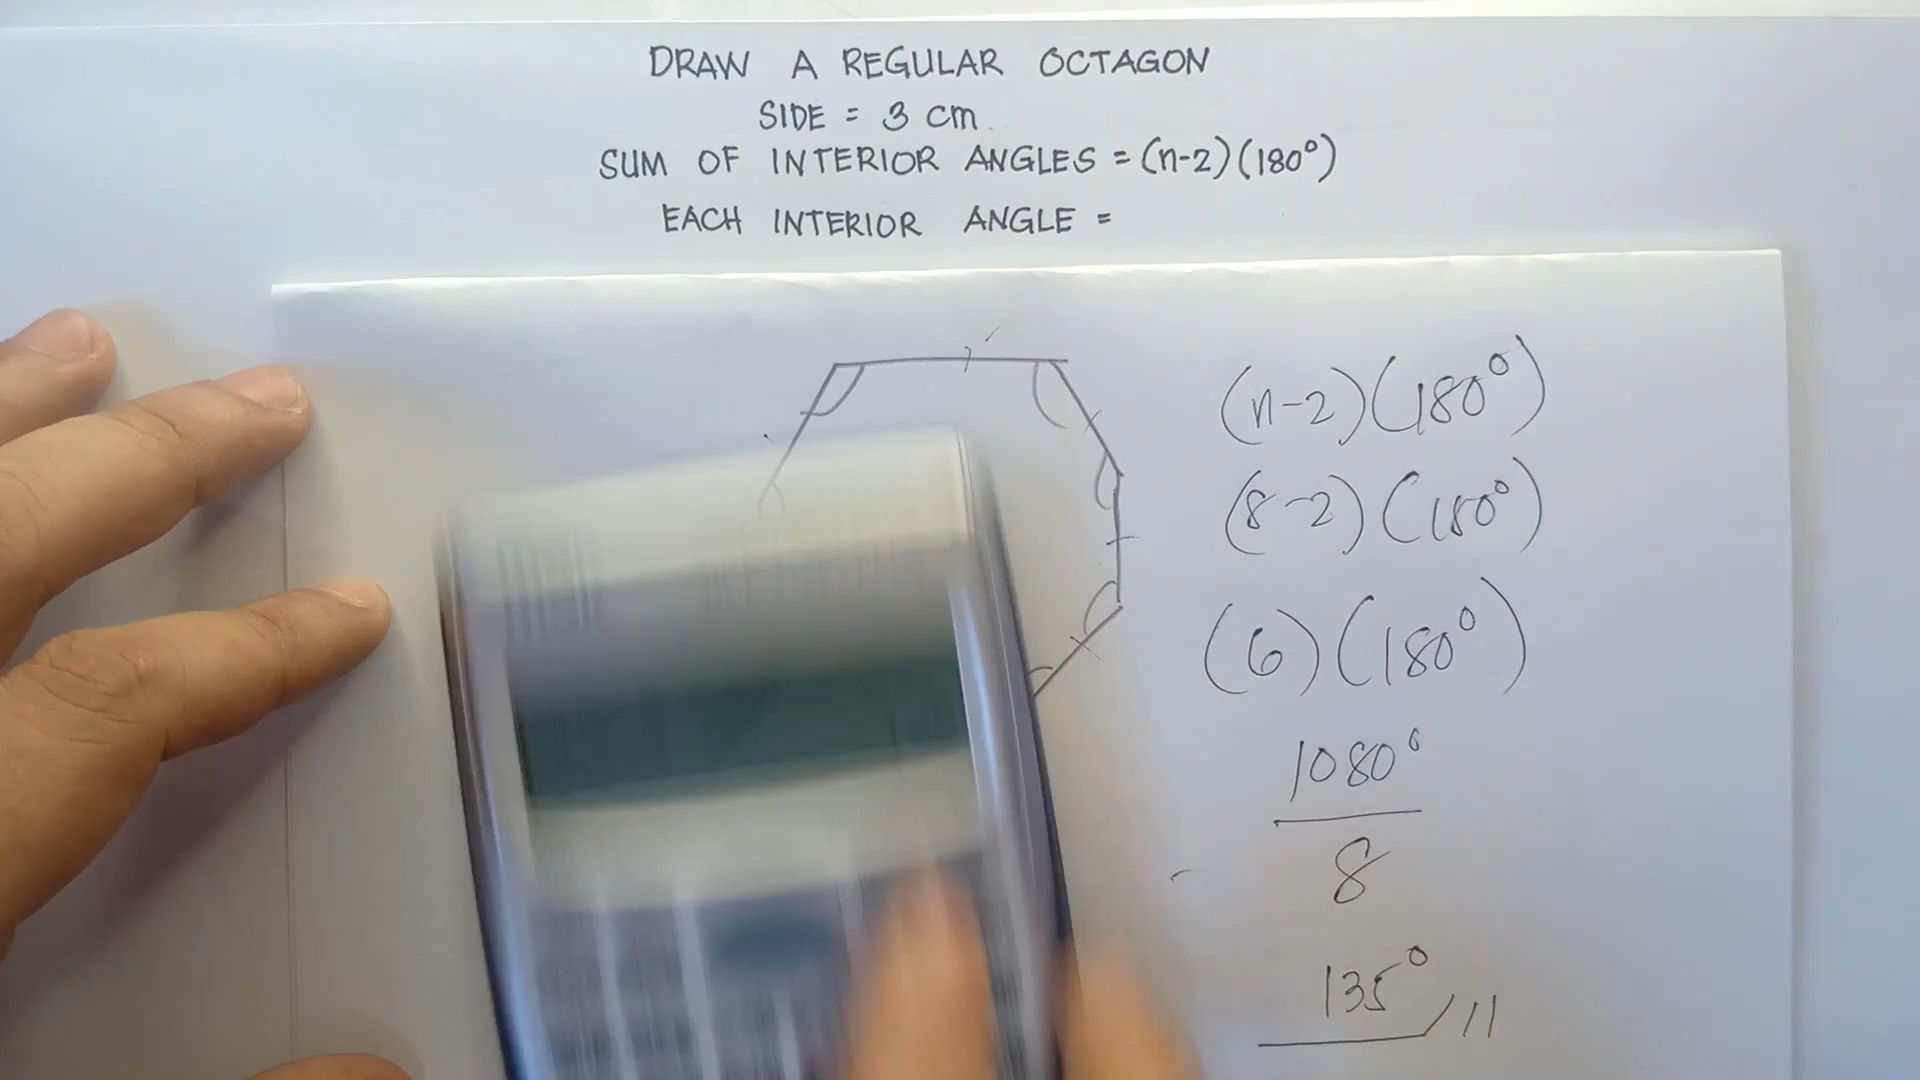 DRAW A REGULAR OCTAGON
SIDE = 3 cm
SUM OF INTERIOR ANGLES = (n-2)(180°)
EACH INTERIOR ANGLE =
(n-2)(180°)
(8-2)(180°)
(6)(180°)
1080°
8
135°